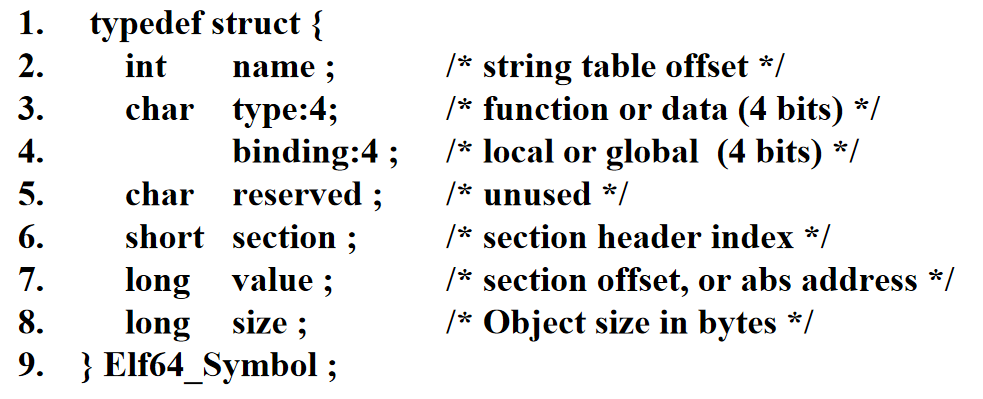 1. typedef struct {
2. int name ; /* string table offset */
3. char type:4; /* function or data (4 bits) */
4. binding:4 ; /* local or global (4 bits) */
5. char reserved ; /* unused */
6. short section ; /* section header index */
7. long value ; /* section offset, or abs address */
8. long size ; /* Object size in bytes */
9. } Elf64_Symbol ;